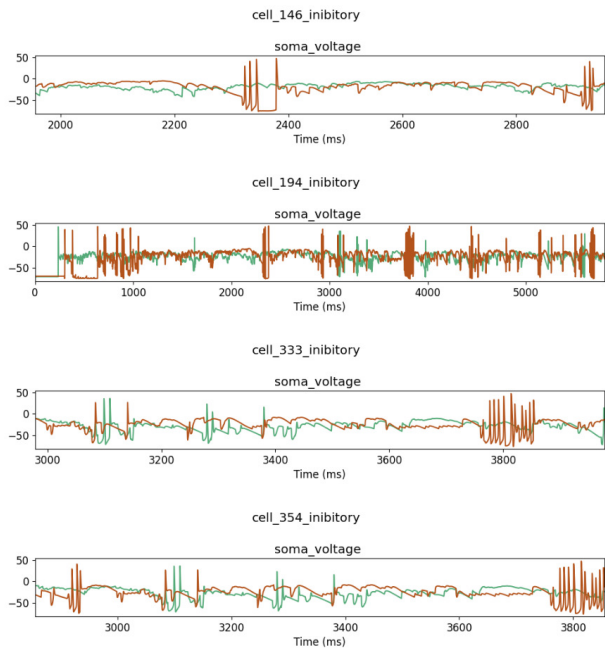 cell_146_inibitory
soma_voltage
50
0
−50
2000 2200 2400 2600 2800
Time (ms)
cell_194_inibitory
soma_voltage
50
0
−50
0 1000 2000 3000 4000 5000
Time (ms)
cell_333_inibitory
soma_voltage
50
0
−50
3000 3200 3400 3600 3800
Time (ms)
cell_354_inibitory
soma_voltage
50
0
−50
3000 3200 3400 3600 3800
Time (ms)